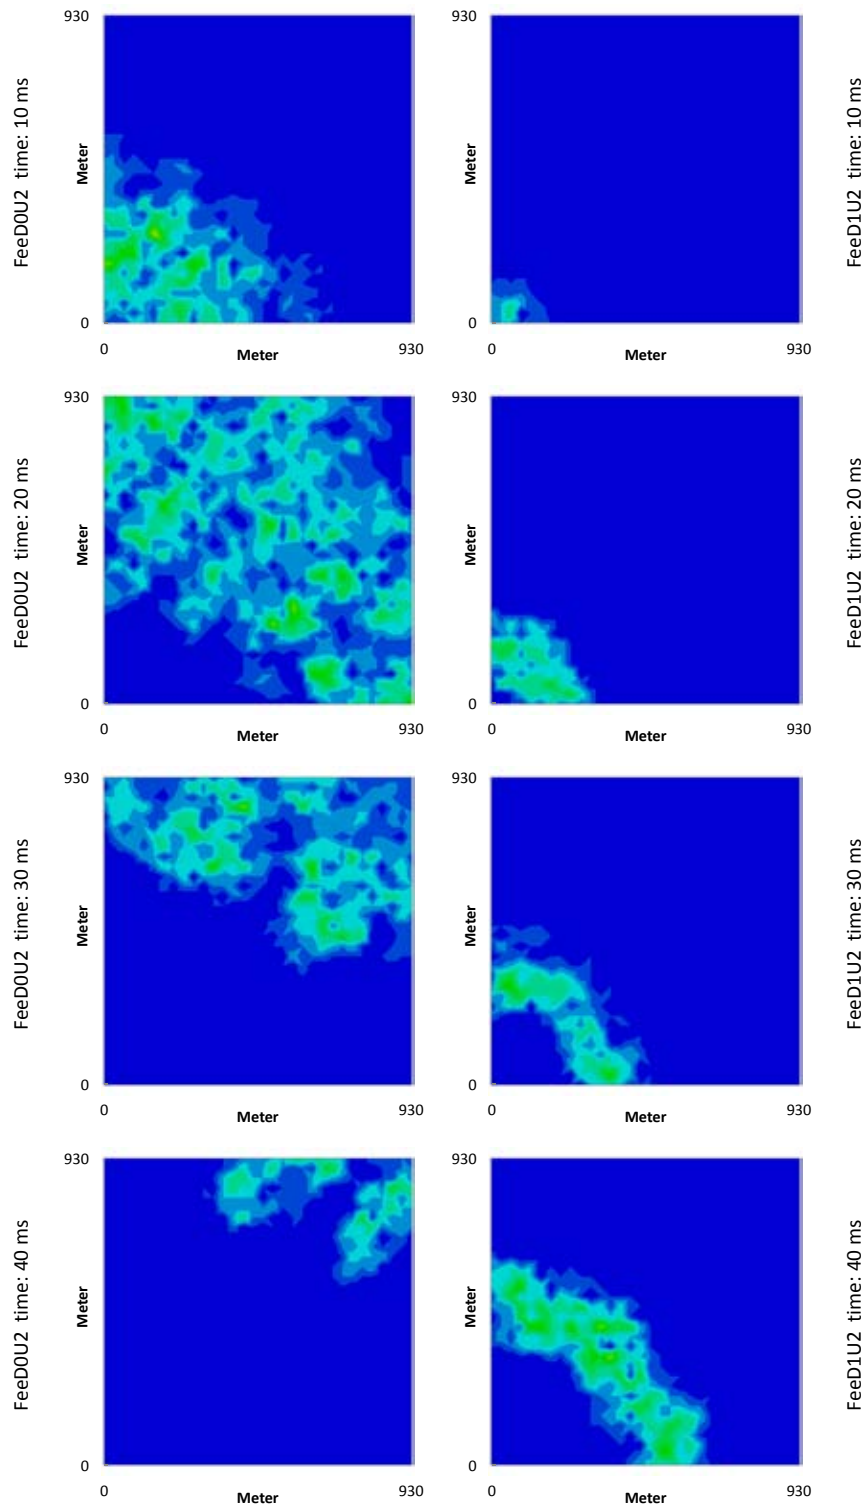 FeeD0U2 time: 10 ms
930
Meter
0
0
Meter
930
930
Meter
0
0
Meter
930
FeeD1U2 time: 10 ms
FeeD0U2 time: 20 ms
930
Meter
0
0
Meter
930
930
Meter
0
0
Meter
930
FeeD1U2 time: 20 ms
FeeD0U2 time: 30 ms
930
Meter
0
0
Meter
930
930
Meter
0
0
Meter
930
FeeD1U2 time: 30 ms
FeeD0U2 time: 40 ms
930
Meter
0
0
Meter
930
930
Meter
0
0
Meter
930
FeeD1U2 time: 40 ms